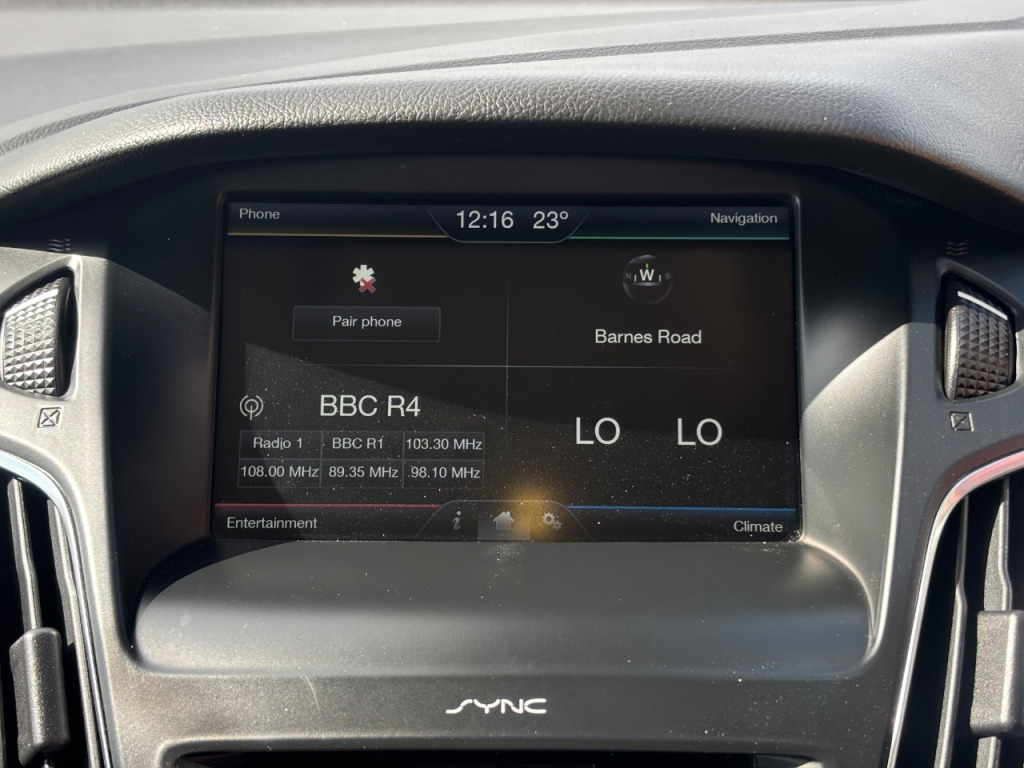 Phone
12:16 23º
Navigation
N W S
Pair phone
Barnes Road
BBC R4
Radio 1 BBC R1 103.30 MHz
108.00 MHz 89.35 MHz 98.10 MHz
LO LO
Entertainment
i
Climate
SYNC